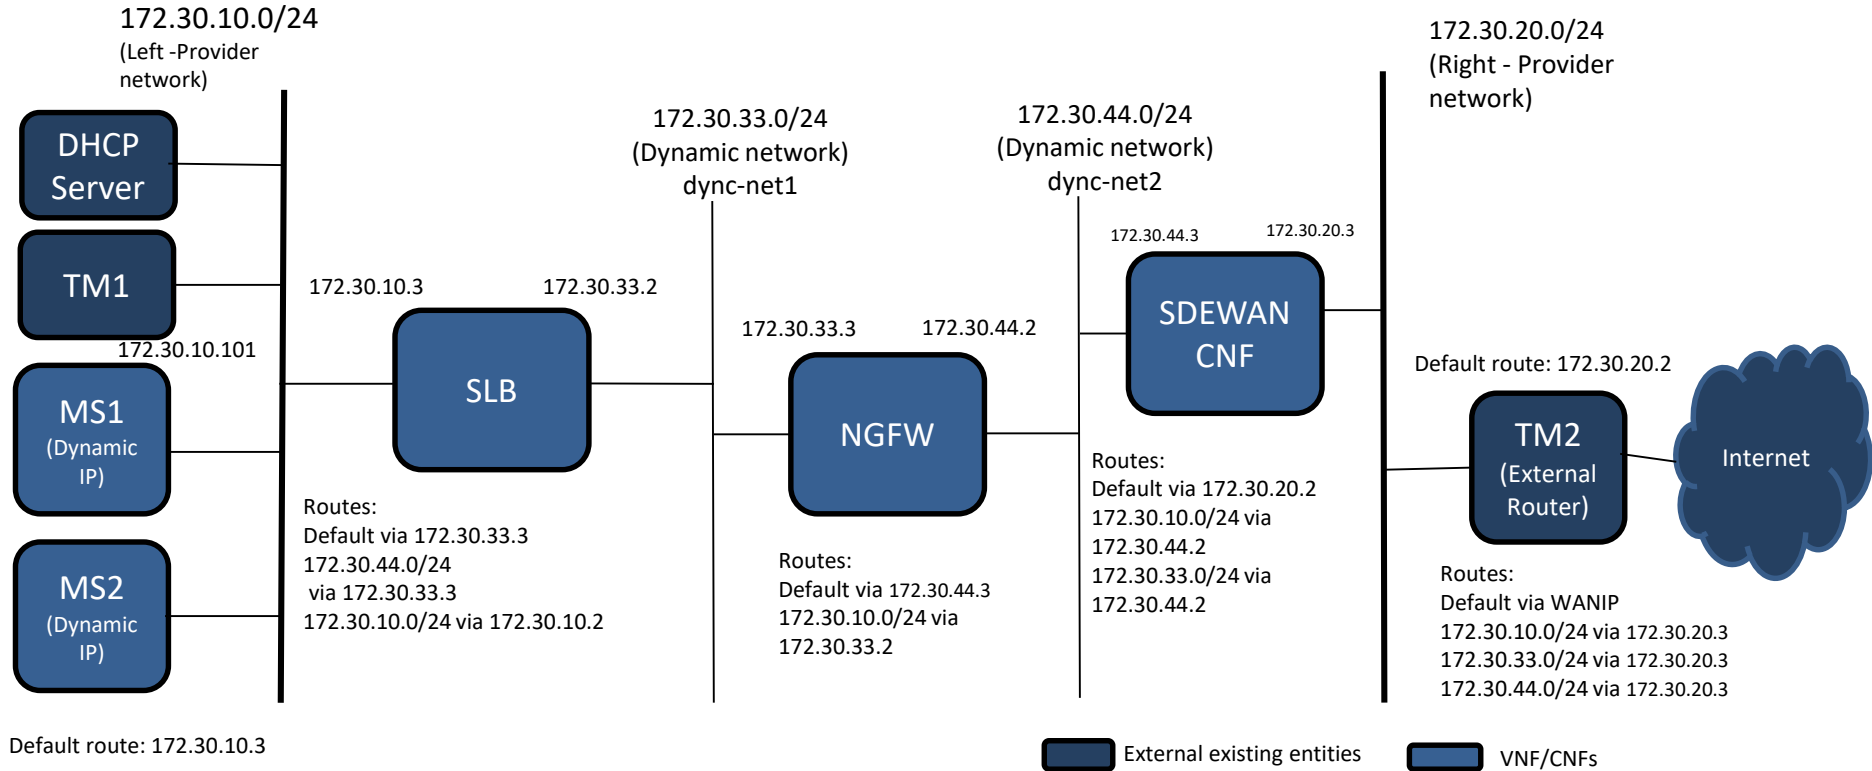 172.30.10.0/24
(Left -Provider
network)
DHCP
Server
TM1
172.30.10.101
MS1
(Dynamic
IP)
MS2
(Dynamic
IP)
Default route: 172.30.10.3
172.30.10.3
172.30.33.2
SLB
Routes:
Default via 172.30.33.3
172.30.44.0/24
via 172.30.33.3
172.30.10.0/24 via 172.30.10.2
172.30.33.0/24
(Dynamic network)
dync-net1
172.30.33.3
172.30.44.2
NGFW
Routes:
Default via 172.30.44.3
172.30.10.0/24 via
172.30.33.2
172.30.44.0/24
(Dynamic network)
dync-net2
172.30.44.3
172.30.20.3
SDEWAN
CNF
Routes:
Default via 172.30.20.2
172.30.10.0/24 via
172.30.44.2
172.30.33.0/24 via
172.30.44.2
172.30.20.0/24
(Right - Provider
network)
Default route: 172.30.20.2
TM2
(External
Router)
Internet
Routes:
Default via WANIP
172.30.10.0/24 via 172.30.20.3
172.30.33.0/24 via 172.30.20.3
172.30.44.0/24 via 172.30.20.3
External existing entities
VNF/CNFs